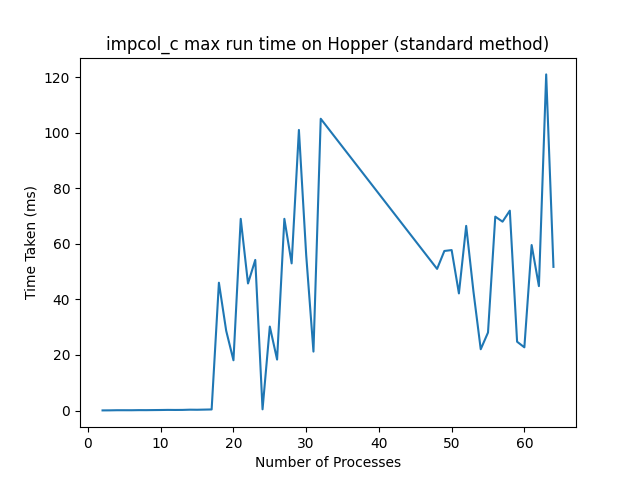 impcol_c max run time on Hopper (standard method)
Time Taken (ms)
120
100
80
60
40
20
0
0 10 20 30 40 50 60
Number of Processes